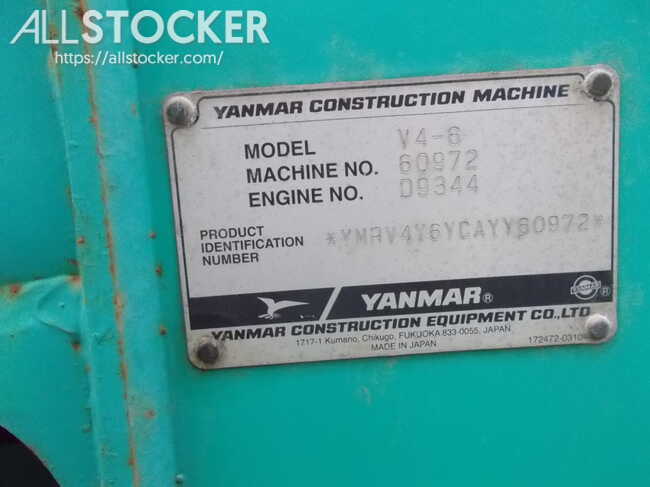 ALLSTOCKER
https://allstocker.com/
YANMAR CONSTRUCTION MACHINE
MODEL V4-6
MACHINE NO. 60972
ENGINE NO. D9344
PRODUCT
IDENTIFICATION
NUMBER
*YMRV4Y6YCAYY60972*
YANMAR®
®
YANMAR CONSTRUCTION EQUIPMENT CO.,LTD
1717-1 Kumano, Chikugo, FUKUOKA 833-0055, JAPAN
MADE IN JAPAN